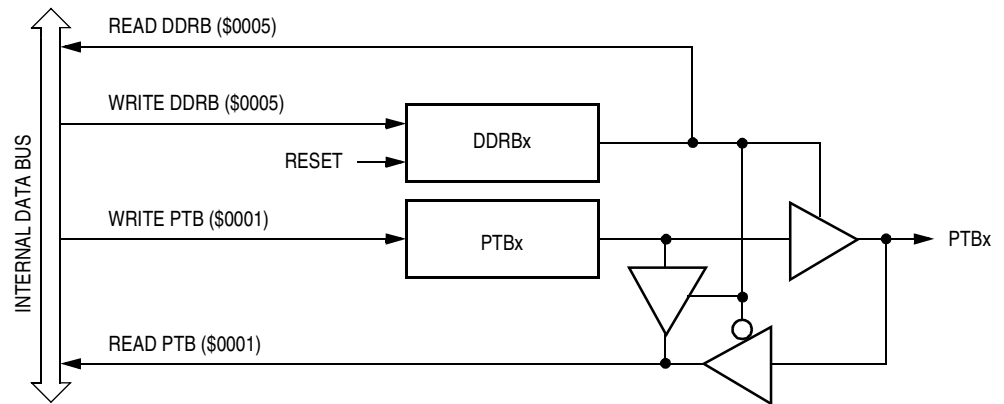 READ DDRB ($0005)
WRITE DDRB ($0005)
DDRBx
RESET
WRITE PTB ($0001)
PTBx
PTBx
READ PTB ($0001)
INTERNAL DATA BUS